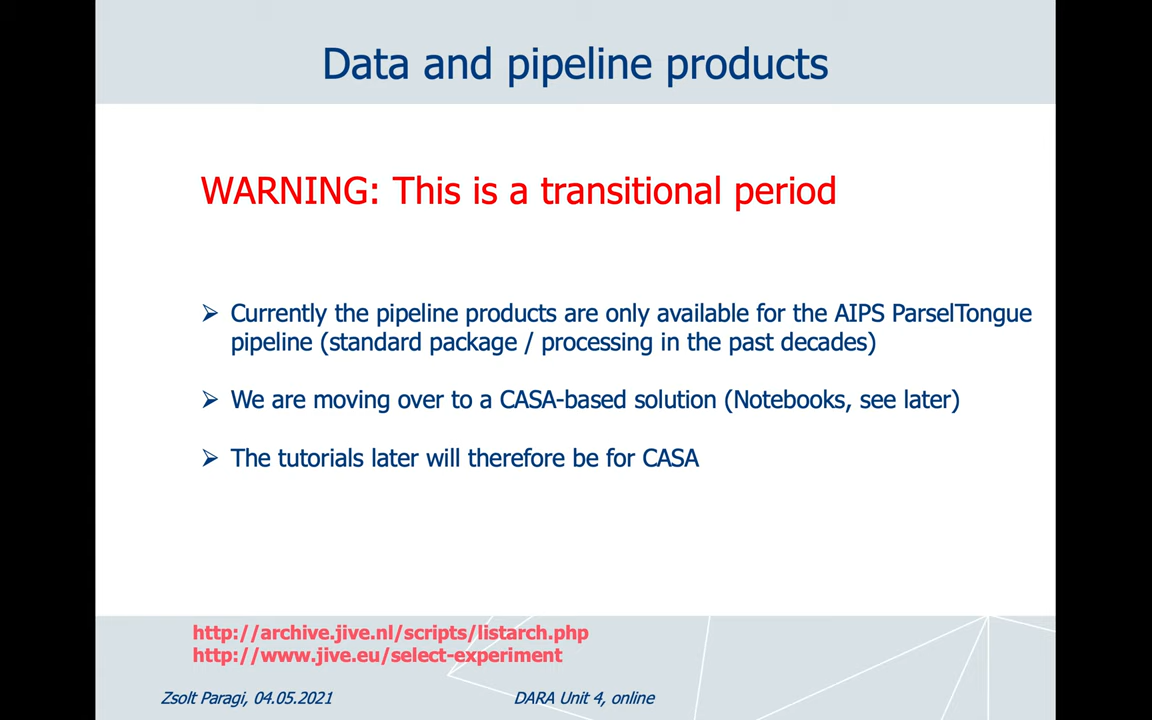 Data and pipeline products
WARNING: This is a transitional period
➢ Currently the pipeline products are only available for the AIPS ParselTongue
pipeline (standard package / processing in the past decades)
➢ We are moving over to a CASA-based solution (Notebooks, see later)
➢ The tutorials later will therefore be for CASA
http://archive.jive.nl/scripts/listarch.php
http://www.jive.eu/select-experiment
Zsolt Paragi, 04.05.2021
DARA Unit 4, online